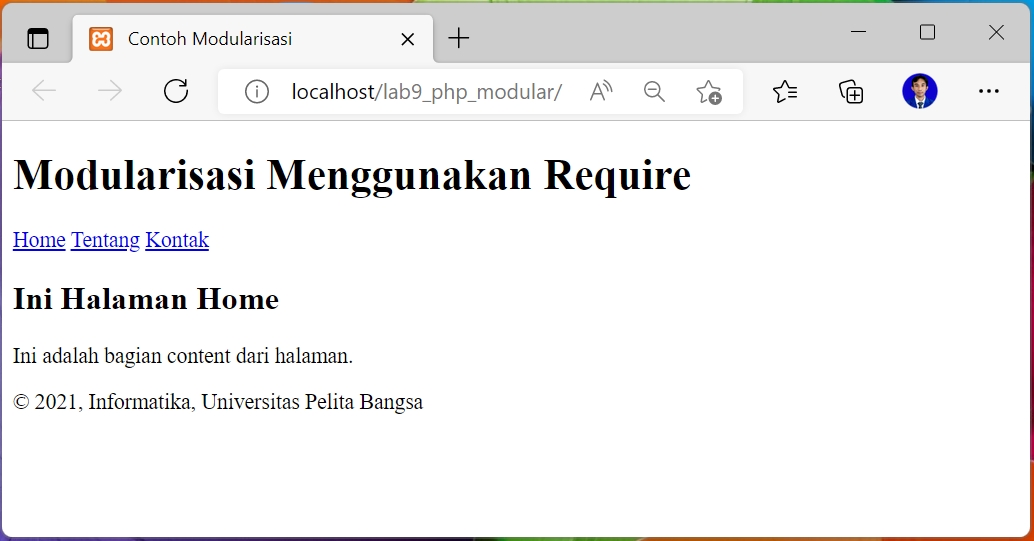 Contoh Modularisasi
localhost/lab9_php_modular/
Modularisasi Menggunakan Require
Home Tentang Kontak
Ini Halaman Home
Ini adalah bagian content dari halaman.
© 2021, Informatika, Universitas Pelita Bangsa